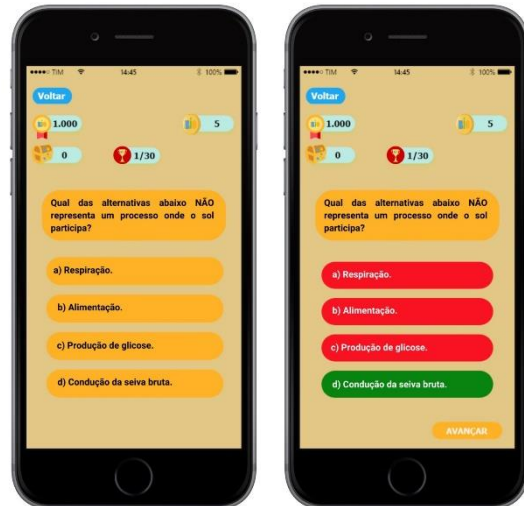 TIM 14:45 100%
Voltar
1.000 5
0 1/30
Qual das alternativas abaixo NÃO
representa um processo onde o sol
participa?
a) Respiração.
b) Alimentação.
c) Produção de glicose.
d) Condução da seiva bruta.
TIM 14:45 100%
Voltar
1.000 5
0 1/30
Qual das alternativas abaixo NÃO
representa um processo onde o sol
participa?
a) Respiração.
b) Alimentação.
c) Produção de glicose.
d) Condução da seiva bruta.
AVANÇAR